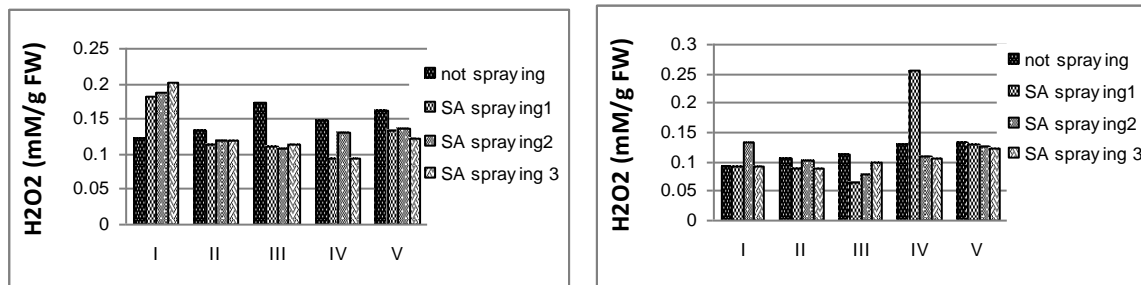 H2O2 (mM/g FW)
0.25
0.2
0.15
0.1
0.05
0
I II III IV V
not spraying
SA spraying1
SA spraying2
SA spraying 3
H2O2 (mM/g FW)
0.3
0.25
0.2
0.15
0.1
0.05
0
I II III IV V
not spraying
SA spraying1
SA spraying2
SA spraying 3